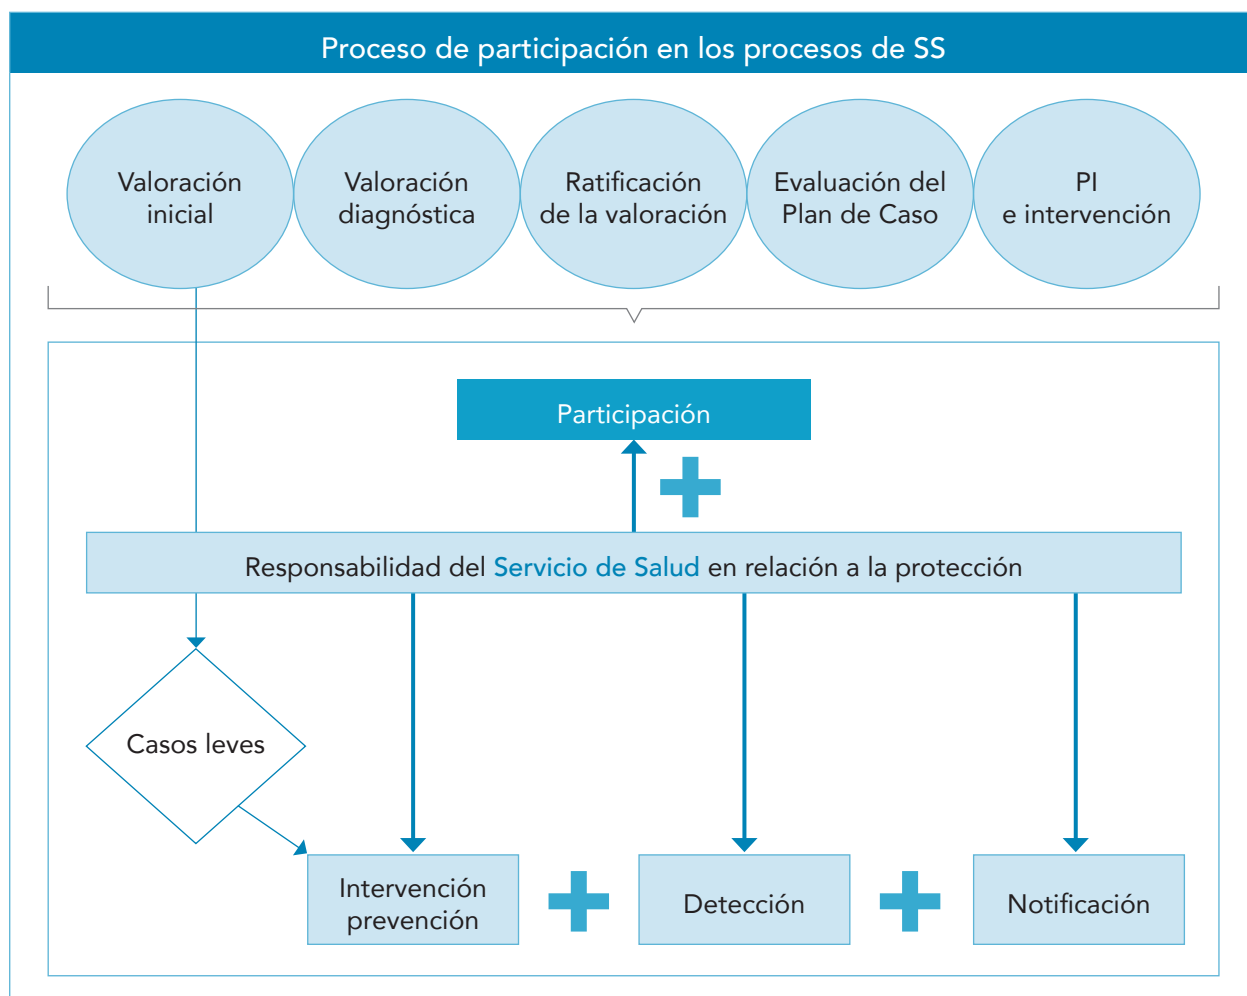 Proceso de participación en los procesos de SS
Valoración
inicial
Valoración
diagnóstica
Ratificación
de la valoración
Evaluación del
Plan de Caso
PI
e intervención
Participación
Responsabilidad del Servicio de Salud en relación a la protección
Casos leves
Intervención
prevención
Detección
Notificación